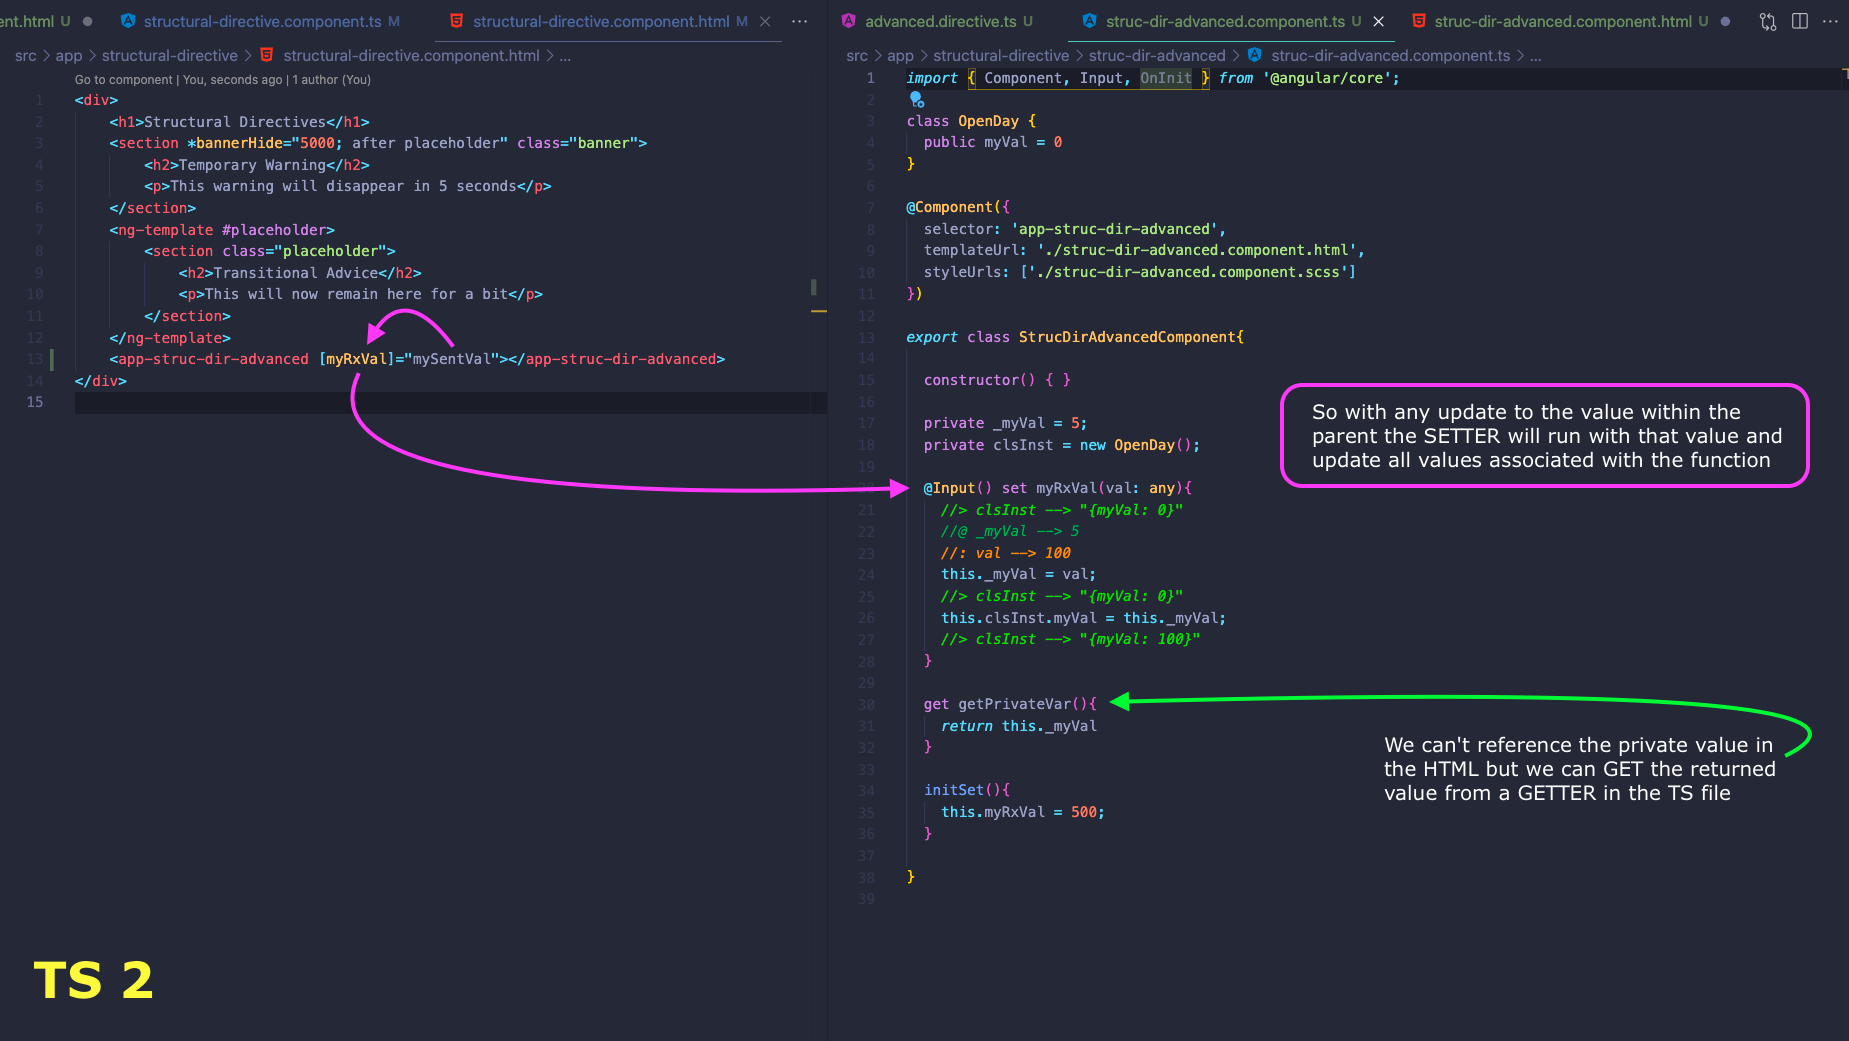 nt.html U ●
structural-directive.component.ts M
structural-directive.component.html M
src > app > structural-directive > structural-directive.component.html > ...
Go to component | You, seconds ago | 1 author (You)
1 <div>
2 <h1>Structural Directives</h1>
3 <section *bannerHide="5000; after placeholder" class="banner">
4 <h2>Temporary Warning</h2>
5 <p>This warning will disappear in 5 seconds</p>
6 </section>
7 <ng-template #placeholder>
8 <section class="placeholder">
9 <h2>Transitional Advice</h2>
10 <p>This will now remain here for a bit</p>
11 </section>
12 </ng-template>
13 <app-struc-dir-advanced [myRxVal]="mySentVal"></app-struc-dir-advanced>
14 </div>
15
TS 2
advanced.directive.ts U
struc-dir-advanced.component.ts U
struc-dir-advanced.component.html U ●
src > app > structural-directive > struc-dir-advanced > struc-dir-advanced.component.ts > ...
1 import { Component, Input, OnInit } from '@angular/core';
2
3 class OpenDay {
4 public myVal = 0
5 }
6
7 @Component({
8 selector: 'app-struc-dir-advanced',
9 templateUrl: './struc-dir-advanced.component.html',
10 styleUrls: ['./struc-dir-advanced.component.scss']
11 })
12
13 export class StrucDirAdvancedComponent{
14
15 constructor() { }
16
17 private _myVal = 5;
18 private clsInst = new OpenDay();
19
20 @Input() set myRxVal(val: any){
21 //> clsInst --> "{myVal: 0}"
22 //@ _myVal --> 5
23 //: val --> 100
24 this._myVal = val;
25 //> clsInst --> "{myVal: 0}"
26 this.clsInst.myVal = this._myVal;
27 //> clsInst --> "{myVal: 100}"
28 }
29
30 get getPrivateVar(){
31 return this._myVal
32 }
33
34 initSet(){
35 this.myRxVal = 500;
36 }
37
38 }
39
So with any update to the value within the
parent the SETTER will run with that value and
update all values associated with the function
We can't reference the private value in
the HTML but we can GET the returned
value from a GETTER in the TS file